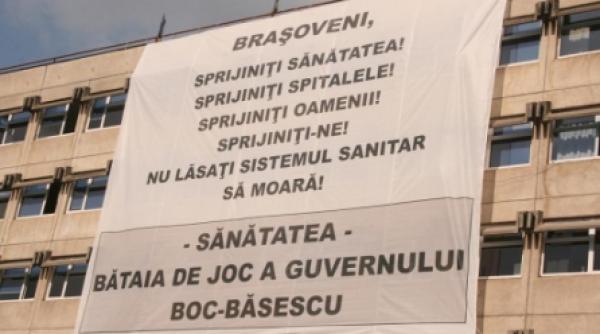 BRAŞOVENI,
SPRIJINIŢI SĂNĂTATEA!
SPRIJINIŢI SPITALELE!
SPRIJINIŢI OAMENII!
SPRIJINIŢI-NE!
NU LĂSAŢI SISTEMUL SANITAR
SĂ MOARĂ!
- SĂNĂTATEA -
BĂTAIA DE JOC A GUVERNULUI
BOC-BĂSESCU